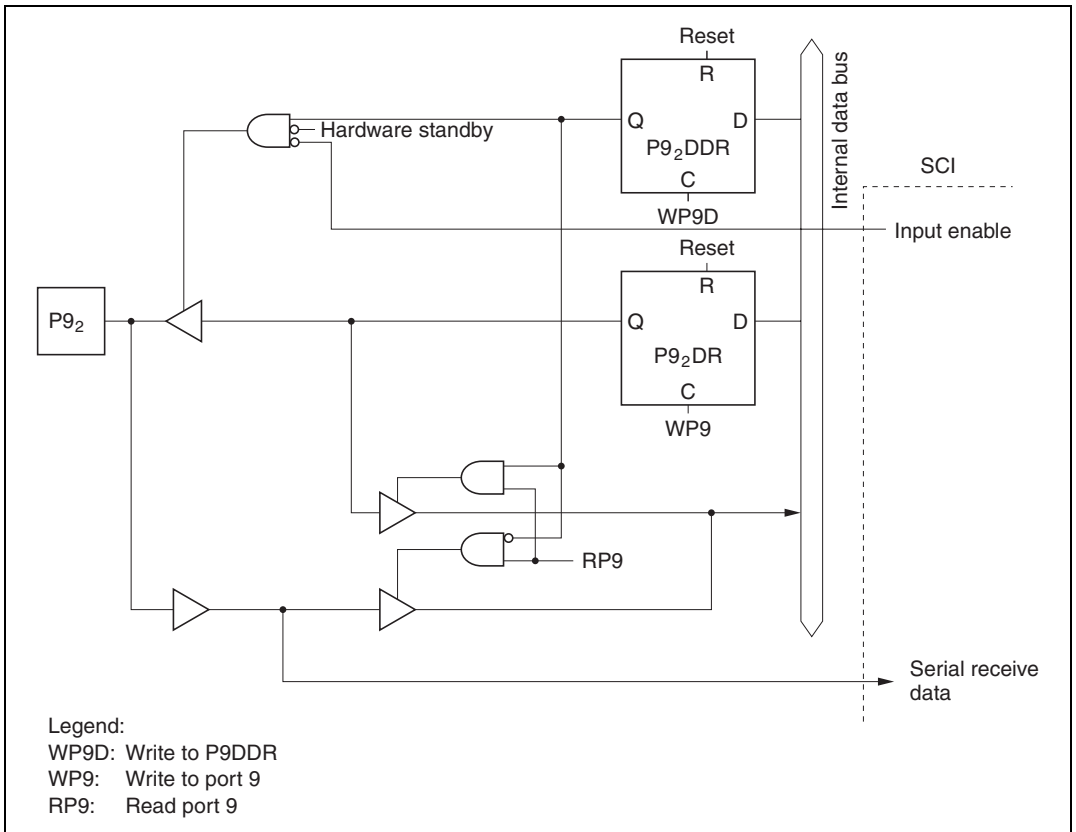 Reset
R
Hardware standby
Q
D
P9₂DDR
C
WP9D
Internal data bus
SCI
Input enable
Reset
R
P9₂
Q
D
P9₂DR
C
WP9
RP9
Serial receive
data
Legend:
WP9D: Write to P9DDR
WP9: Write to port 9
RP9: Read port 9